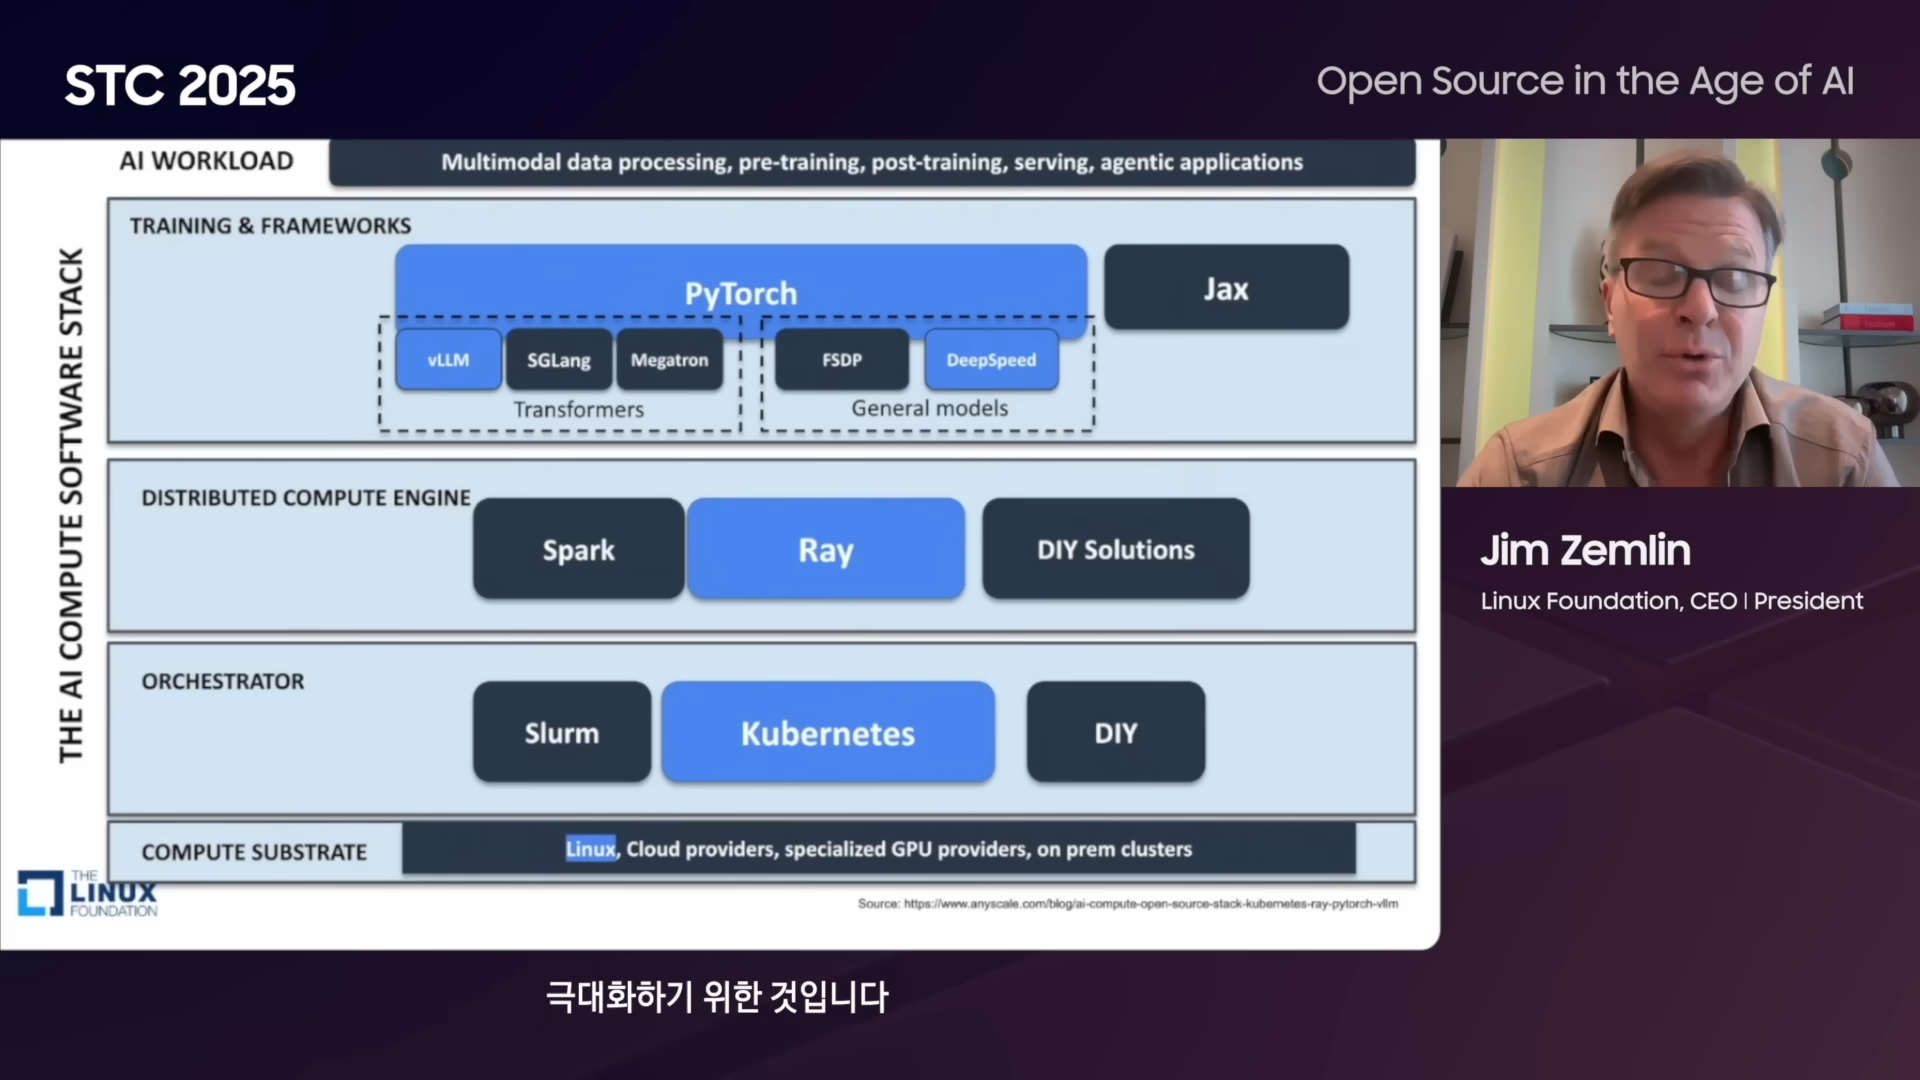 STC 2025
Open Source in the Age of AI
AI WORKLOAD
Multimodal data processing, pre-training, post-training, serving, agentic applications
THE AI COMPUTE SOFTWARE STACK
TRAINING & FRAMEWORKS
PyTorch
Jax
vLLM
SGLang
Megatron
FSDP
DeepSpeed
Transformers
General models
DISTRIBUTED COMPUTE ENGINE
Spark
Ray
DIY Solutions
ORCHESTRATOR
Slurm
Kubernetes
DIY
COMPUTE SUBSTRATE
Linux, Cloud providers, specialized GPU providers, on prem clusters
THE
LINUX
FOUNDATION
Source: https://www.anyscale.com/blog/ai-compute-open-source-stack-kubernetes-ray-pytorch-vllm
Jim Zemlin
Linux Foundation, CEO | President
극대화하기 위한 것입니다